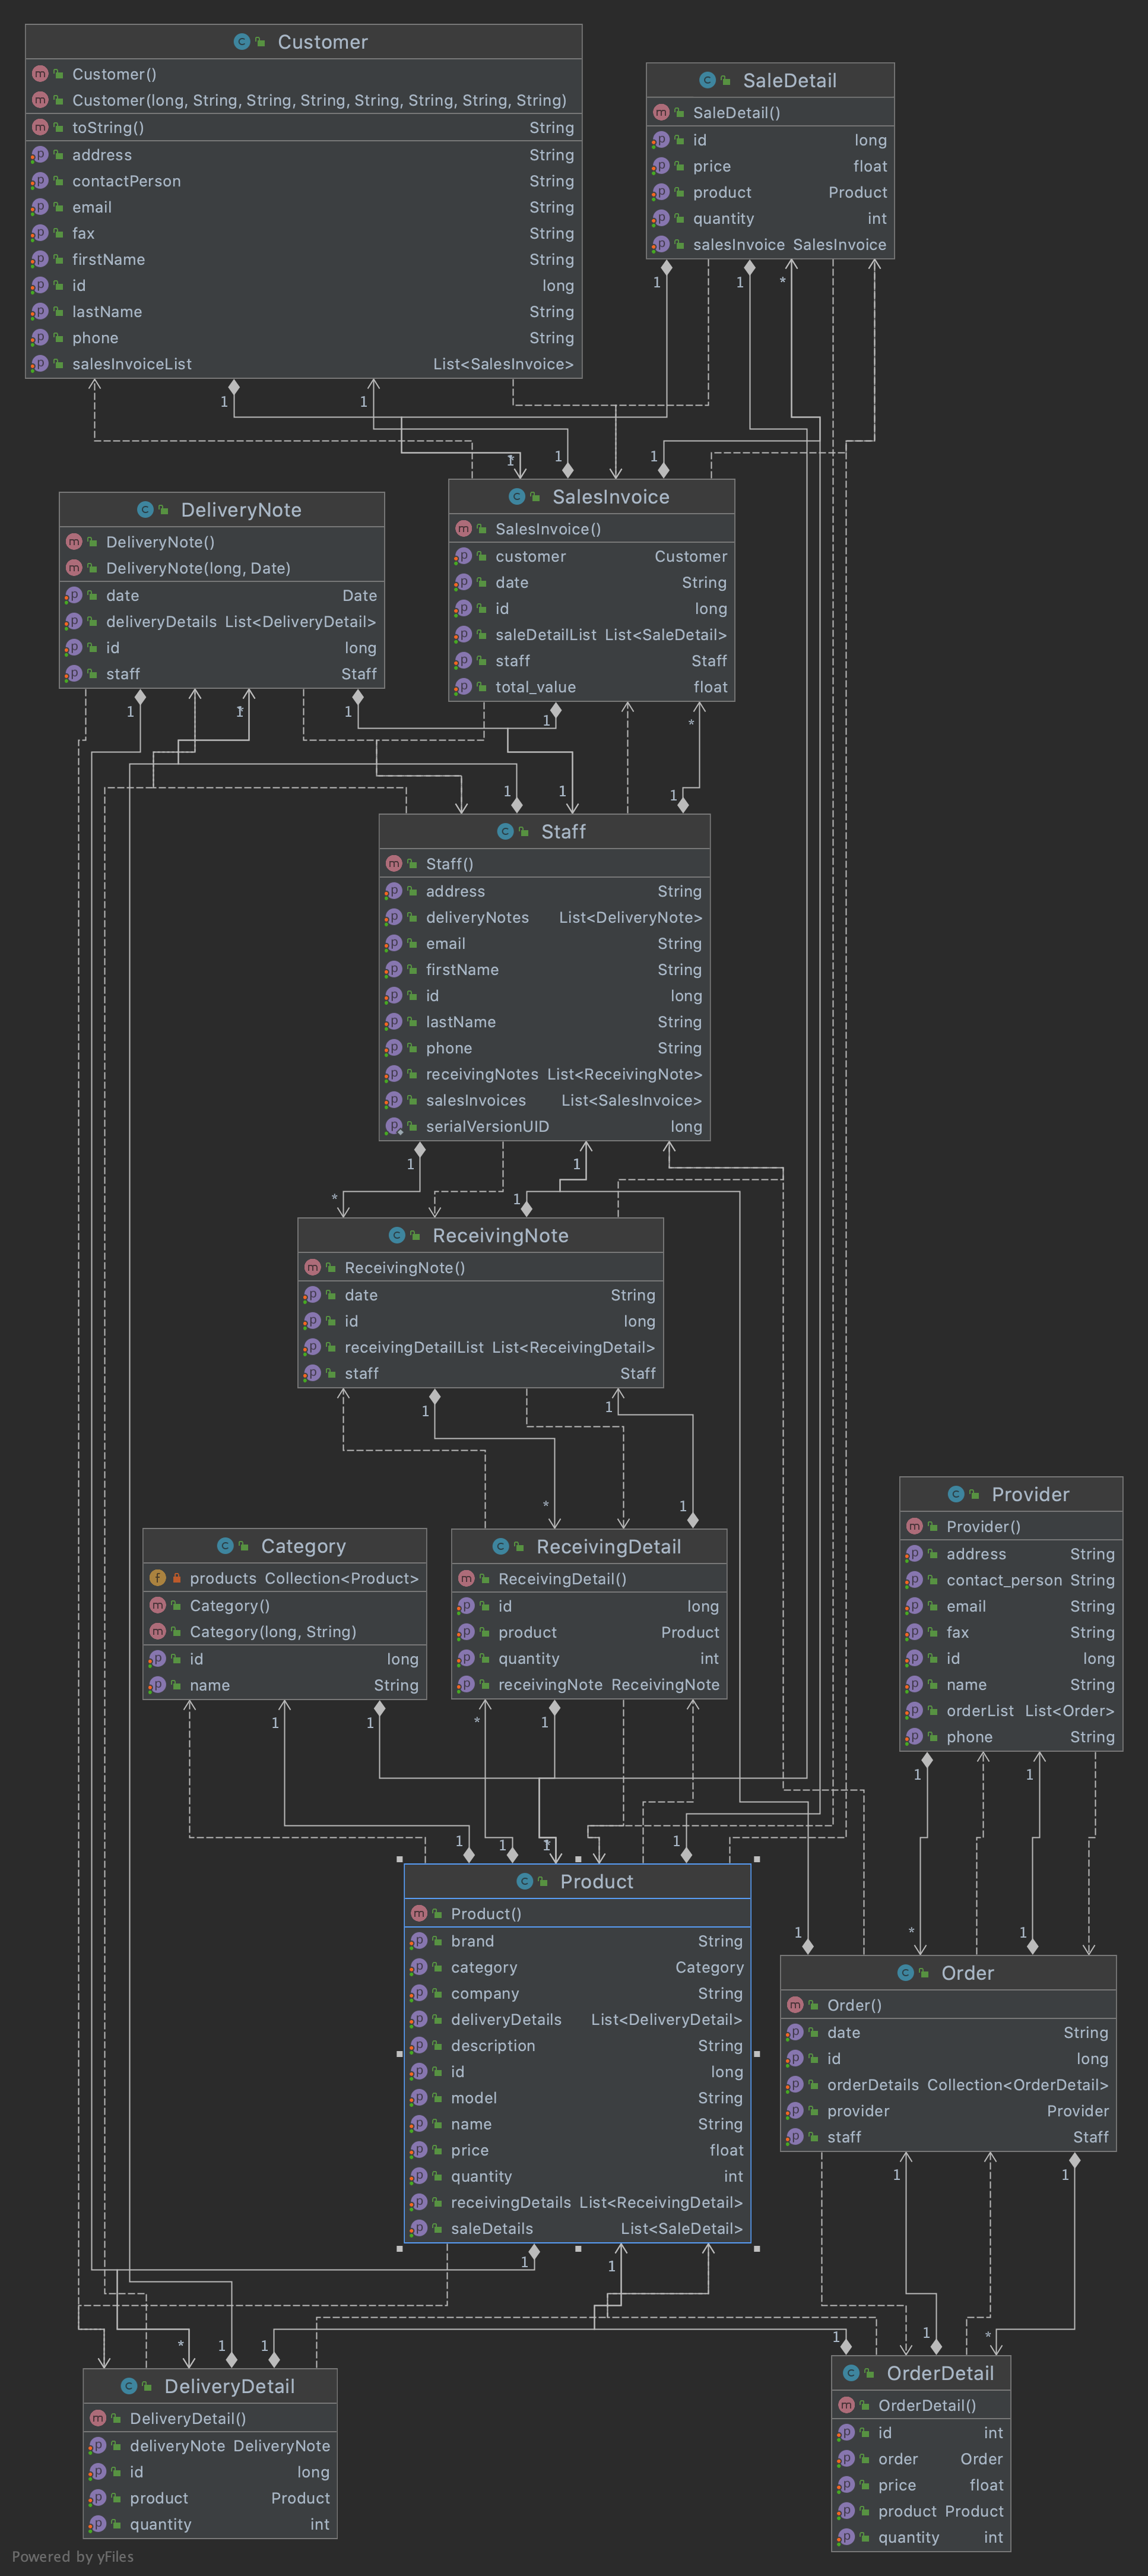 Customer
Customer()
Customer(long, String, String, String, String, String, String, String)
toString() String
address String
contactPerson String
email String
fax String
firstName String
id long
lastName String
phone String
salesInvoiceList List<SalesInvoice>
SaleDetail
SaleDetail()
id long
price float
product Product
quantity int
salesInvoice SalesInvoice
1 1 *
1 1
1 1 1
SalesInvoice
SalesInvoice()
customer Customer
date String
id long
saleDetailList List<SaleDetail>
staff Staff
total_value float
DeliveryNote
DeliveryNote()
DeliveryNote(long, Date)
date Date
deliveryDetails List<DeliveryDetail>
id long
staff Staff
1 1 1 1 *
1 1 1
Staff
Staff()
address String
deliveryNotes List<DeliveryNote>
email String
firstName String
id long
lastName String
phone String
receivingNotes List<ReceivingNote>
salesInvoices List<SalesInvoice>
serialVersionUID long
1 1
* 1
ReceivingNote
ReceivingNote()
date String
id long
receivingDetailList List<ReceivingDetail>
staff Staff
1 1
* 1
Category
products Collection<Product>
Category()
Category(long, String)
id long
name String
ReceivingDetail
ReceivingDetail()
id long
product Product
quantity int
receivingNote ReceivingNote
Provider
Provider()
address String
contact_person String
email String
fax String
id long
name String
orderList List<Order>
phone String
1 1 * 1
1 1
1 1 1 1
Product
Product()
brand String
category Category
company String
deliveryDetails List<DeliveryDetail>
description String
id long
model String
name String
price float
quantity int
receivingDetails List<ReceivingDetail>
saleDetails List<SaleDetail>
1 * 1
Order
Order()
date String
id long
orderDetails Collection<OrderDetail>
provider Provider
staff Staff
1 1
1 1
* 1 1
1 1 *
DeliveryDetail
DeliveryDetail()
deliveryNote DeliveryNote
id long
product Product
quantity int
OrderDetail
OrderDetail()
id int
order Order
price float
product Product
quantity int
Powered by yFiles